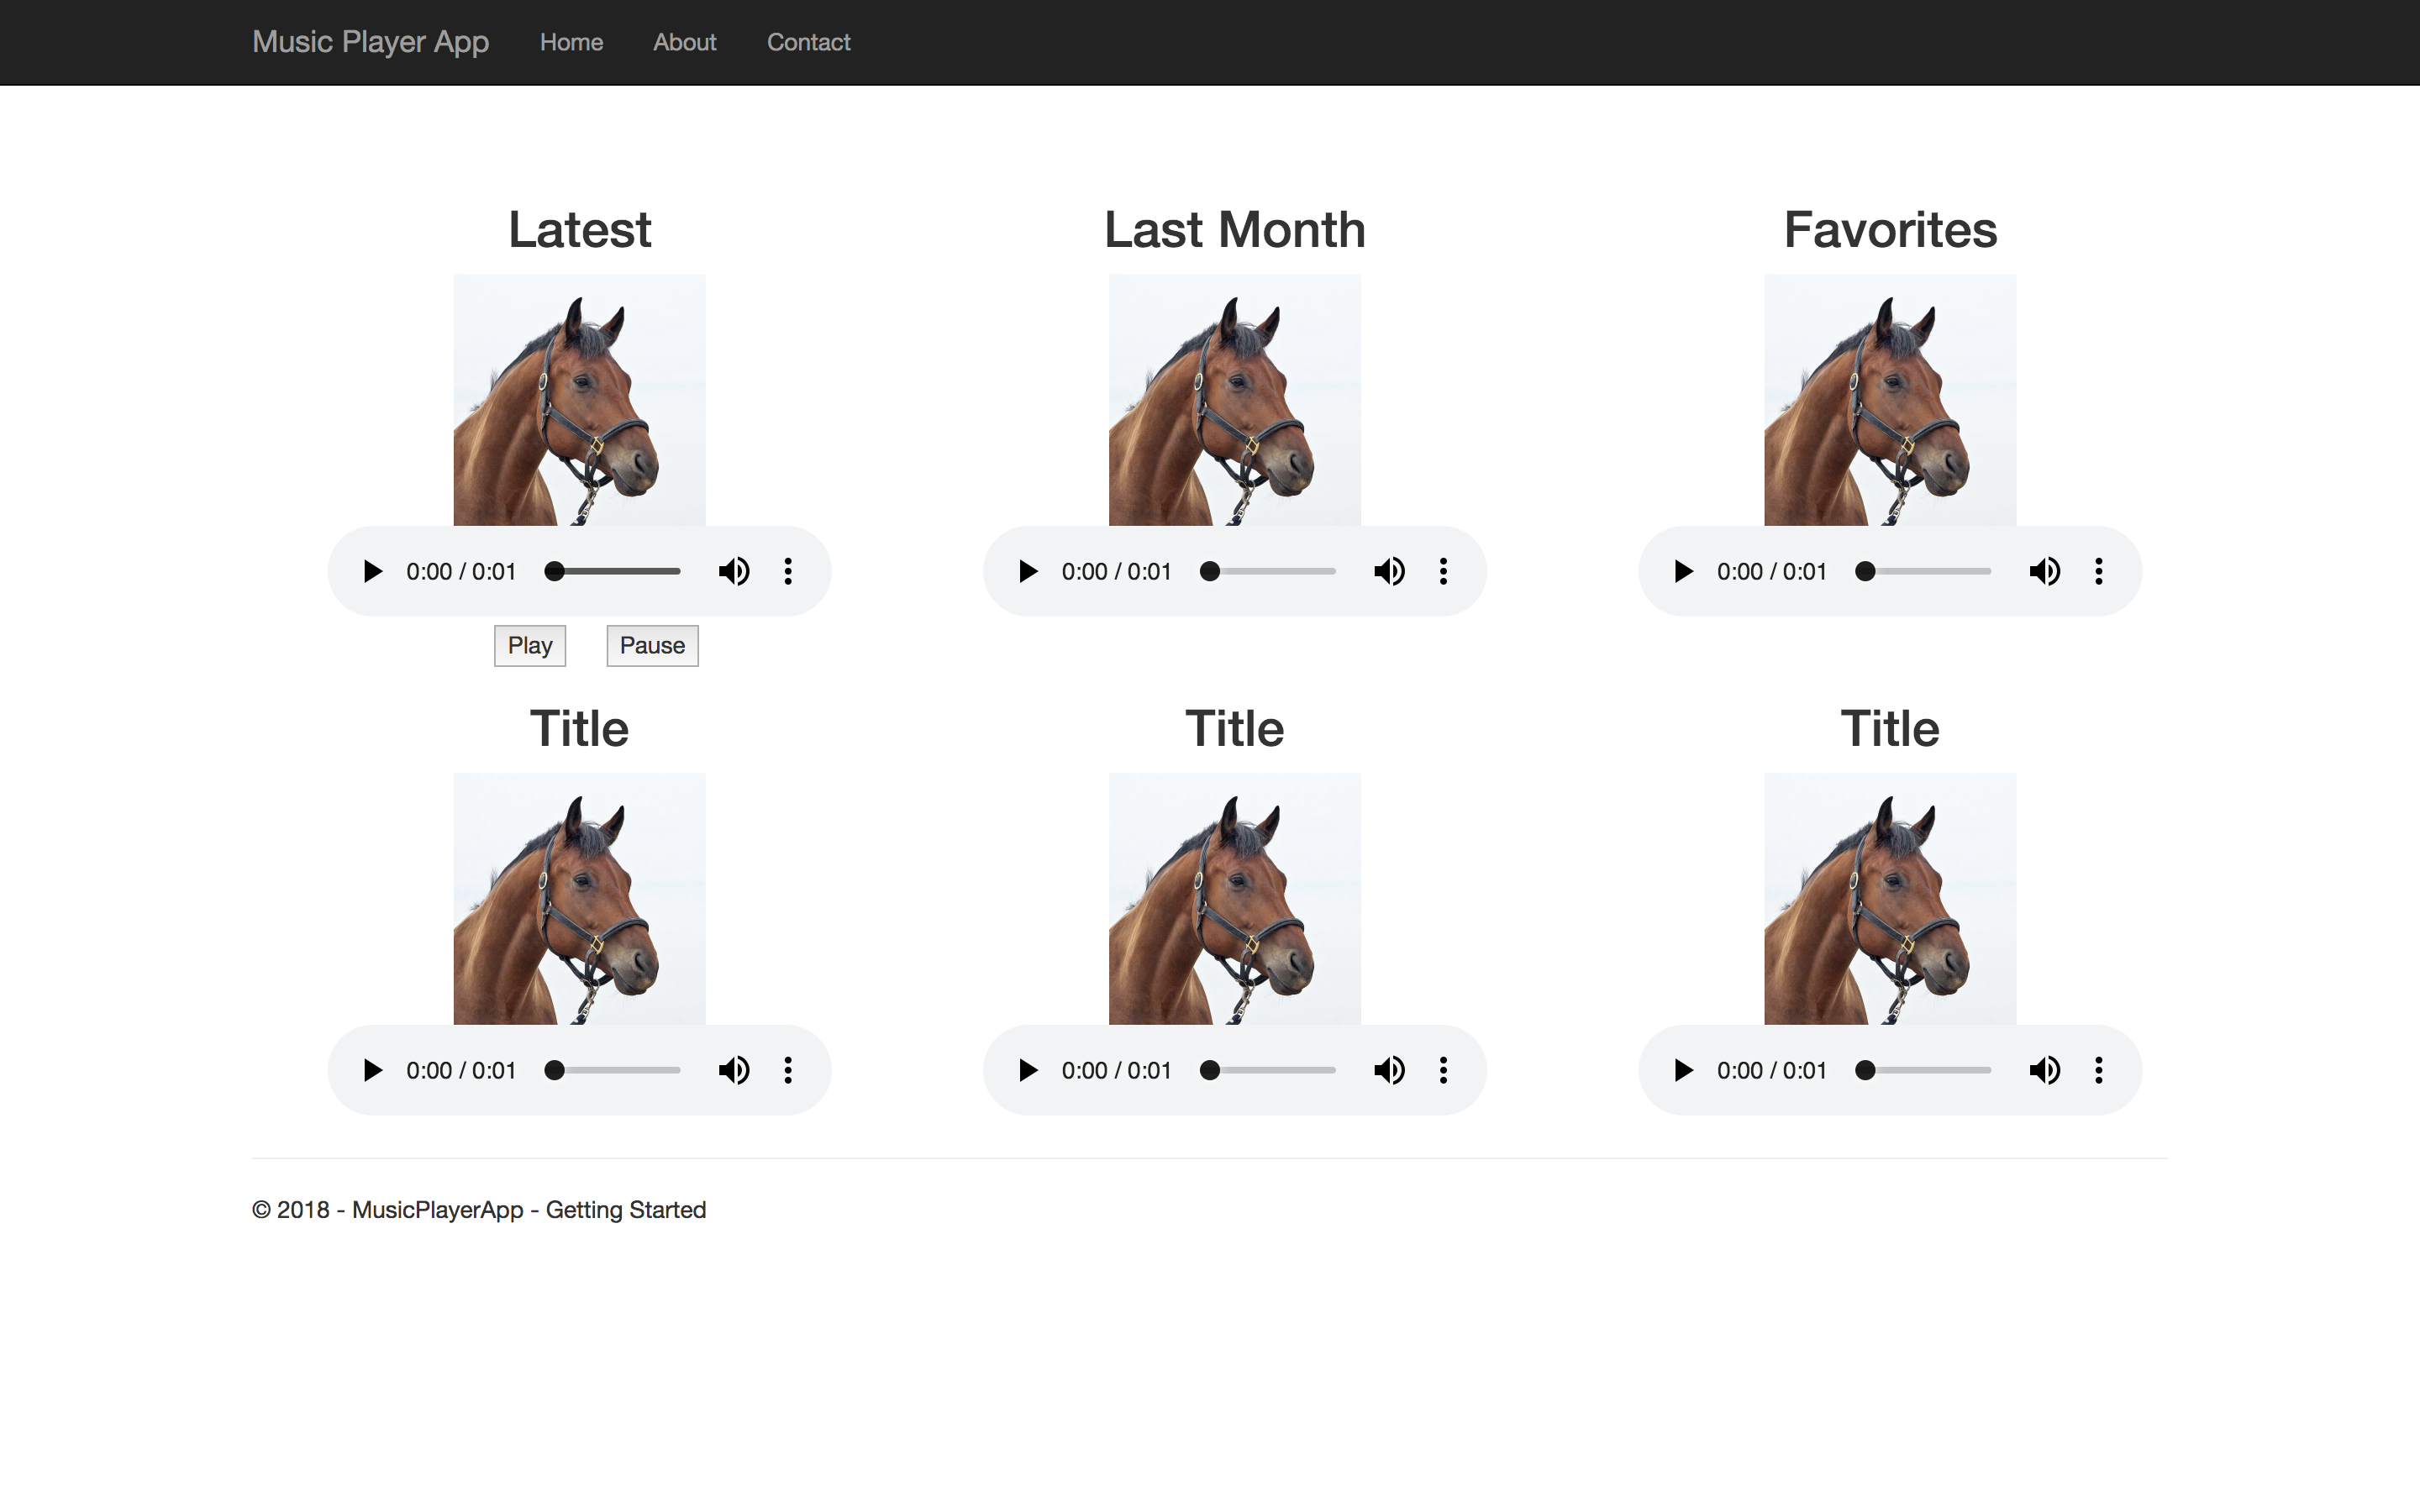 Music Player App Home About Contact
Latest Last Month Favorites
0:00 / 0:01 0:00 / 0:01 0:00 / 0:01
Play Pause
Title Title Title
0:00 / 0:01 0:00 / 0:01 0:00 / 0:01
© 2018 - MusicPlayerApp - Getting Started